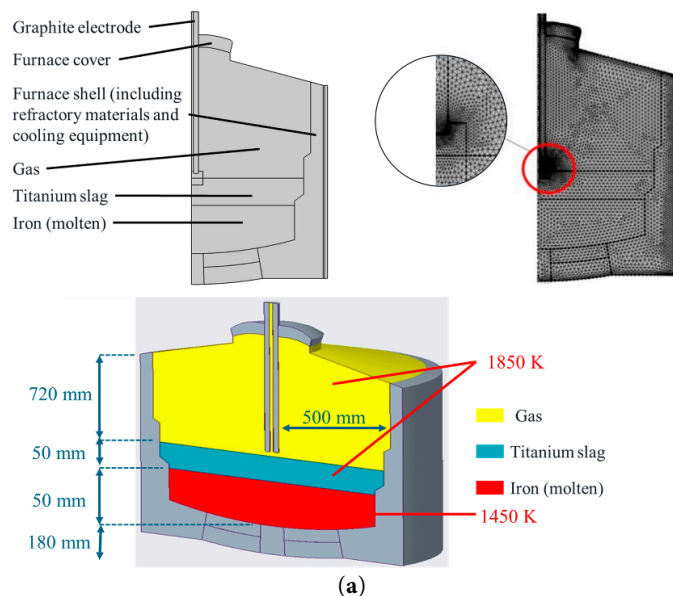 Graphite electrode
Furnace cover
Furnace shell (including
refractory materials and
cooling equipment)
Gas
Titanium slag
Iron (molten)
720 mm
50 mm
50 mm
180 mm
500 mm
1850 K
1450 K
Gas
Titanium slag
Iron (molten)
(a)